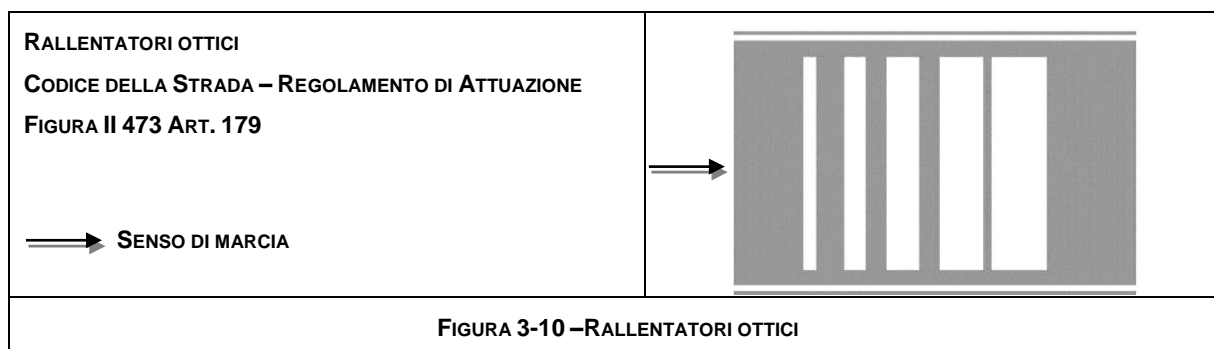 RALLENTATORI OTTICI
CODICE DELLA STRADA – REGOLAMENTO DI ATTUAZIONE
FIGURA II 473 ART. 179
SENSO DI MARCIA
FIGURA 3-10 –RALLENTATORI OTTICI